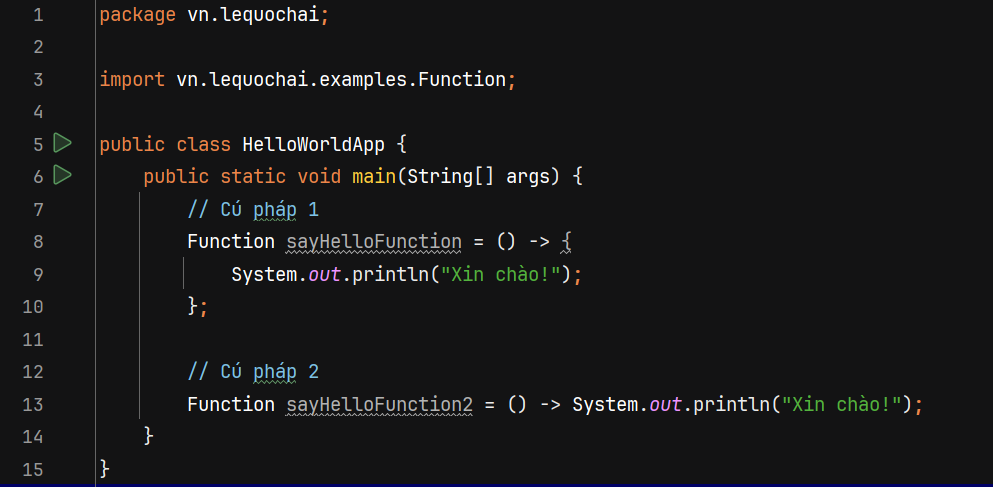 1 package vn.lequochai;
2
3 import vn.lequochai.examples.Function;
4
5 public class HelloWorldApp {
6 public static void main(String[] args) {
7 // Cú pháp 1
8 Function sayHelloFunction = () -> {
9 System.out.println("Xin chào!");
10 };
11
12 // Cú pháp 2
13 Function sayHelloFunction2 = () -> System.out.println("Xin chào!");
14 }
15 }